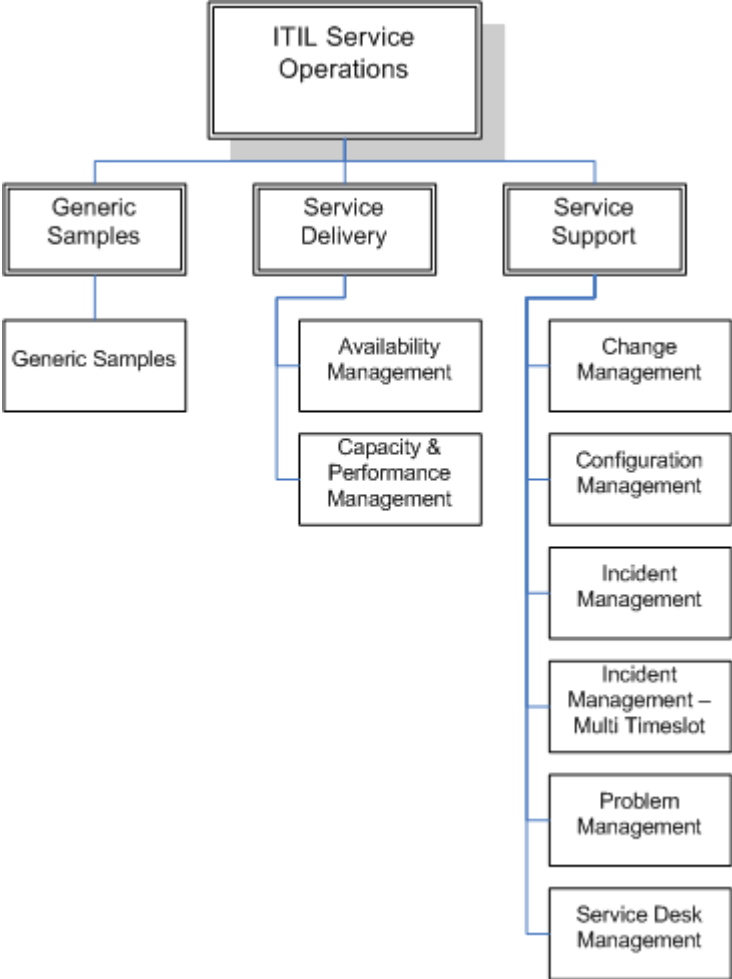 ITIL Service
Operations
Generic
Samples
Service
Delivery
Service
Support
Generic Samples
Availability
Management
Change
Management
Capacity &
Performance
Management
Configuration
Management
Incident
Management
Incident
Management –
Multi Timeslot
Problem
Management
Service Desk
Management